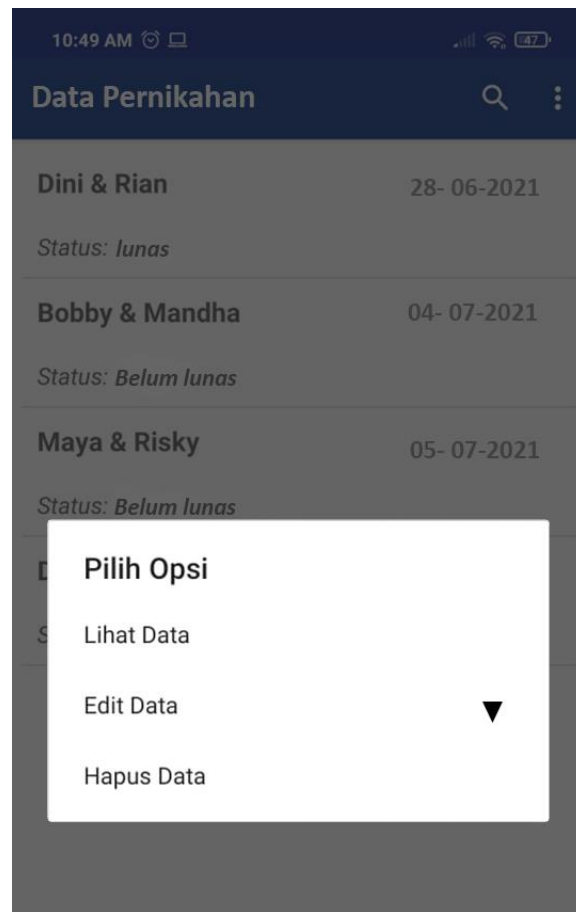 10:49 AM
47
Data Pernikahan
Dini & Rian
28- 06-2021
Status: lunas
Bobby & Mandha
04- 07-2021
Status: Belum lunas
Maya & Risky
05- 07-2021
Status: Belum lunas
Pilih Opsi
Lihat Data
Edit Data
Hapus Data